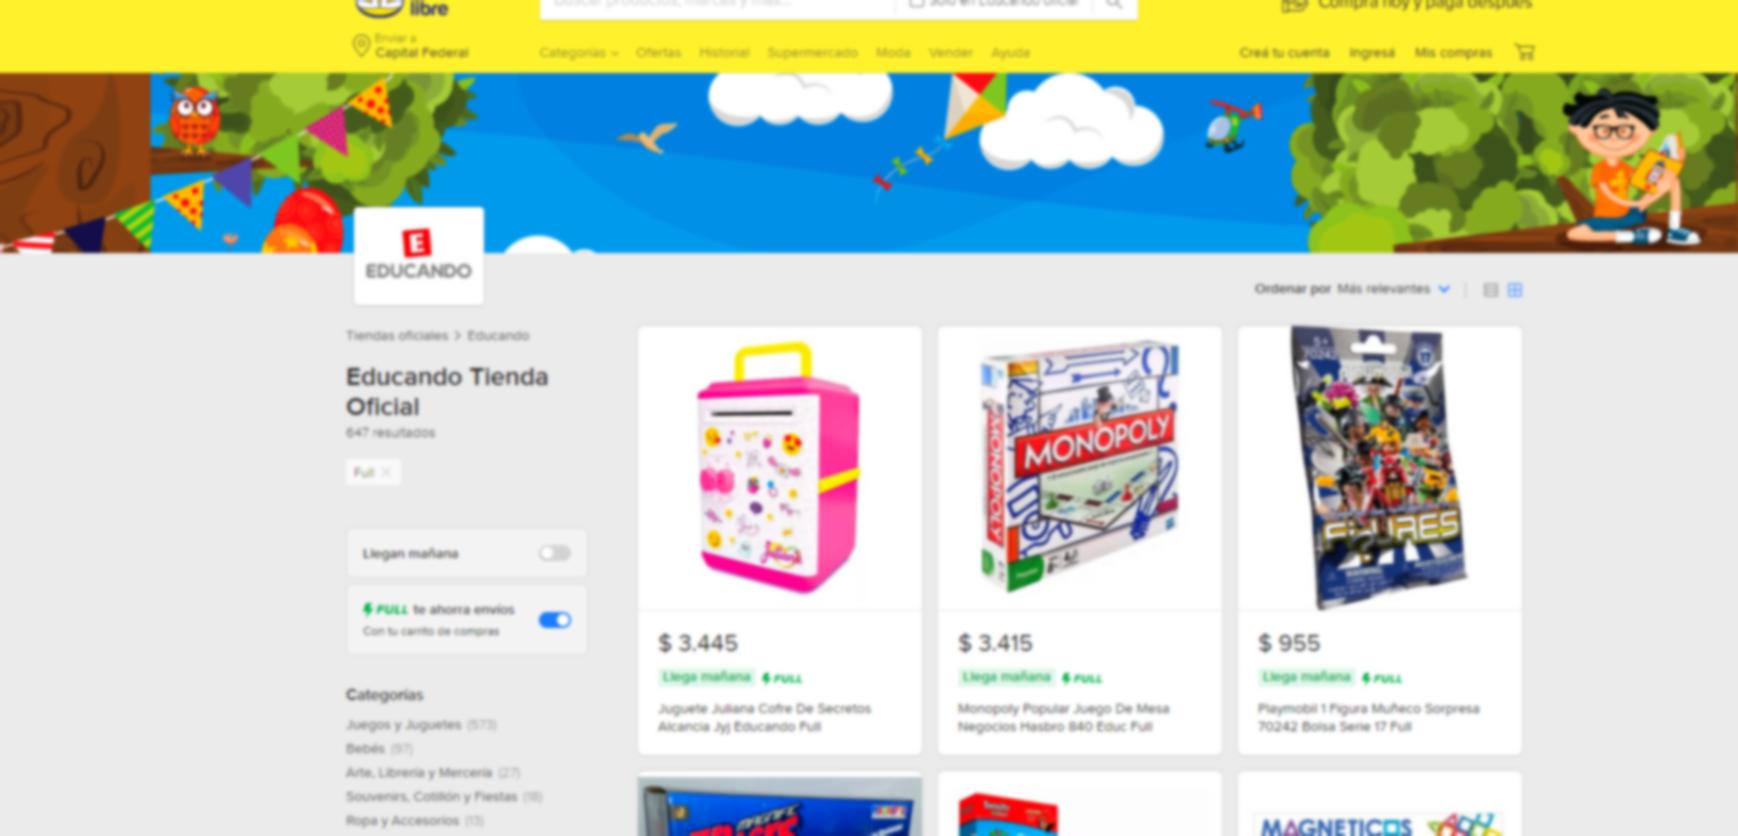 libre
Buscar productos, marcas y más...
Solo en Educando oficial
Comprá hoy y pagá después
Enviar a
Capital Federal
Categorías
Ofertas
Historial
Supermercado
Moda
Vender
Ayuda
Creá tu cuenta
Ingresá
Mis compras
E
EDUCANDO
Ordenar por Más relevantes
Tiendas oficiales > Educando
Educando Tienda
Oficial
647 resultados
Full
Llegan mañana
FULL te ahorra envíos
Con tu carrito de compras
Categorías
Juegos y Juguetes (573)
Bebés (97)
Arte, Librería y Mercería (27)
Souvenirs, Cotillón y Fiestas (18)
Ropa y Accesorios (13)
Juliana
$ 3.445
Llega mañana FULL
Juguete Juliana Cofre De Secretos
Alcancia Jyj Educando Full
MONOPOLY
MONOPOLY
$ 3.415
Llega mañana FULL
Monopoly Popular Juego De Mesa
Negocios Hasbro 840 Educ Full
5+
70242
FIGURES
$ 955
Llega mañana FULL
Playmobil 1 Figura Muñeco Sorpresa
70242 Bolsa Serie 17 Full
MAGNETICOS